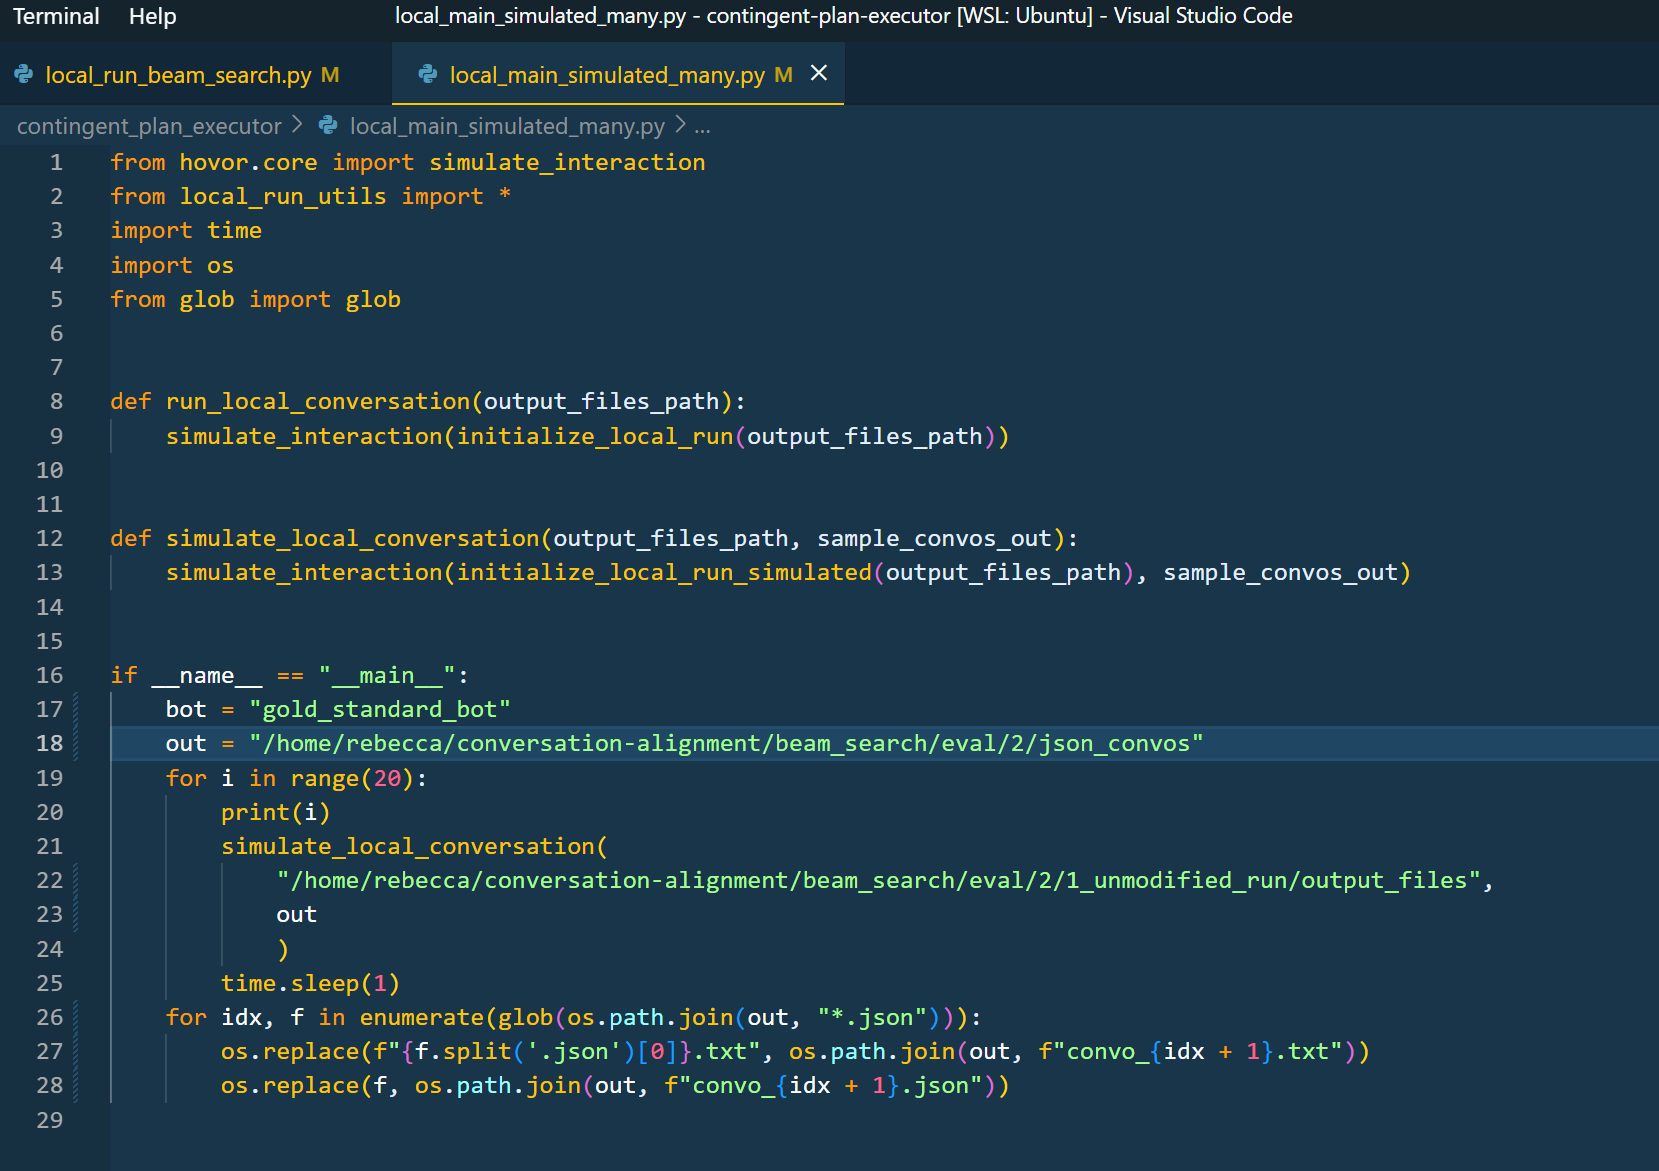 Terminal Help local_main_simulated_many.py - contingent-plan-executor [WSL: Ubuntu] - Visual Studio Code
local_run_beam_search.py M local_main_simulated_many.py M
contingent_plan_executor > local_main_simulated_many.py > ...
1 from hovor.core import simulate_interaction
2 from local_run_utils import *
3 import time
4 import os
5 from glob import glob
6
7
8 def run_local_conversation(output_files_path):
9     simulate_interaction(initialize_local_run(output_files_path))
10
11
12 def simulate_local_conversation(output_files_path, sample_convos_out):
13     simulate_interaction(initialize_local_run_simulated(output_files_path), sample_convos_out)
14
15
16 if __name__ == "__main__":
17     bot = "gold_standard_bot"
18     out = "/home/rebecca/conversation-alignment/beam_search/eval/2/json_convos"
19     for i in range(20):
20         print(i)
21         simulate_local_conversation(
22             "/home/rebecca/conversation-alignment/beam_search/eval/2/1_unmodified_run/output_files",
23             out
24             )
25         time.sleep(1)
26     for idx, f in enumerate(glob(os.path.join(out, "*.json"))):
27         os.replace(f"{f.split('.json')[0]}.txt", os.path.join(out, f"convo_{idx + 1}.txt"))
28         os.replace(f, os.path.join(out, f"convo_{idx + 1}.json"))
29